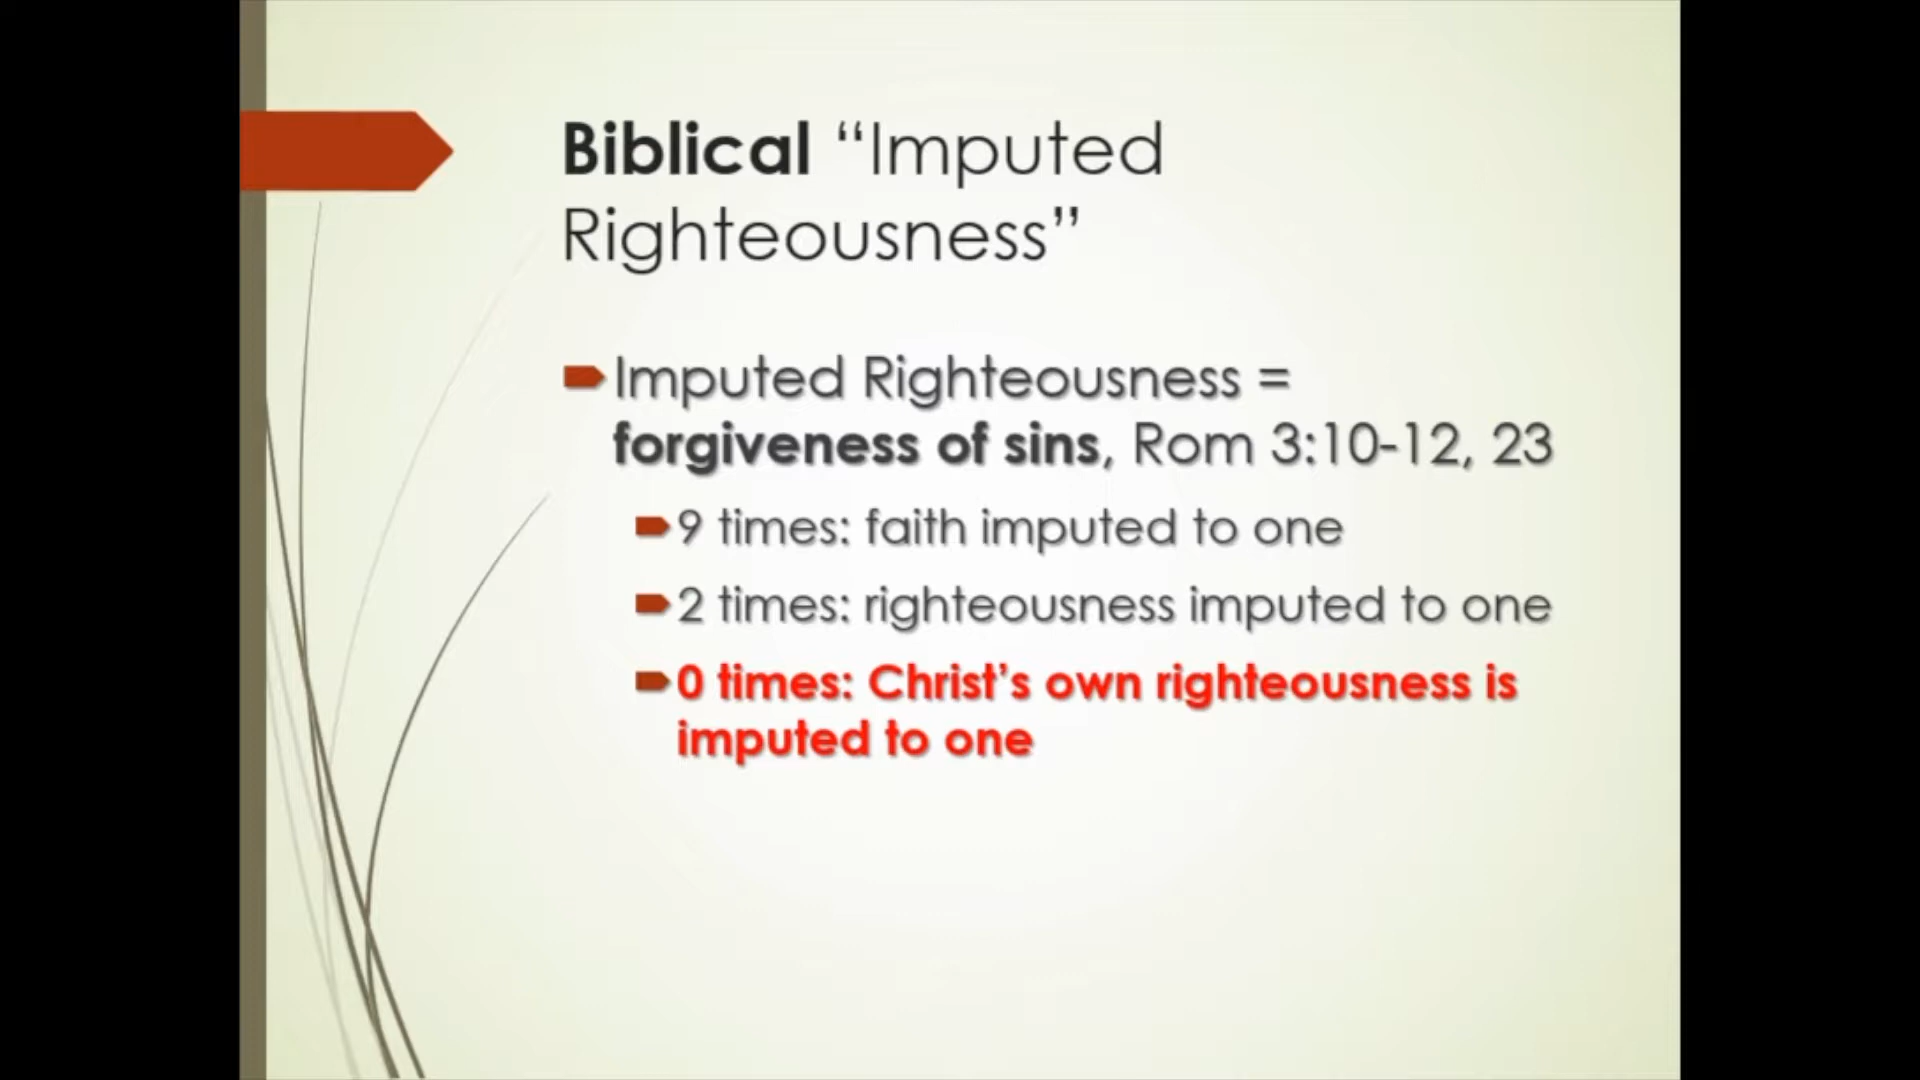 Biblical “Imputed
Righteousness”
Imputed Righteousness =
forgiveness of sins, Rom 3:10-12, 23
9 times: faith imputed to one
2 times: righteousness imputed to one
0 times: Christ’s own righteousness is
imputed to one